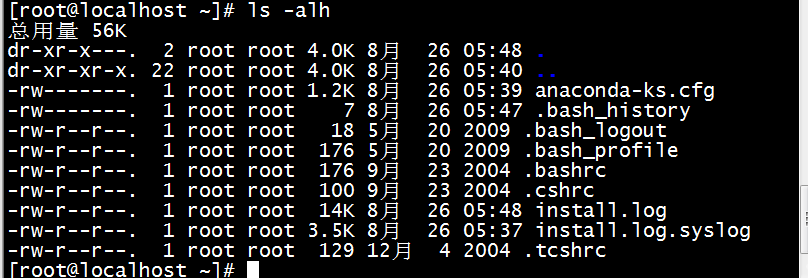 [root@localhost ~]# ls -alh
总用量 56K
dr-xr-x---.  2 root root 4.0K 8月  26 05:48 .
dr-xr-xr-x. 22 root root 4.0K 8月  26 05:40 ..
-rw-------.  1 root root 1.2K 8月  26 05:39 anaconda-ks.cfg
-rw-------.  1 root root    7 8月  26 05:47 .bash_history
-rw-r--r--.  1 root root   18 5月  20 2009 .bash_logout
-rw-r--r--.  1 root root  176 5月  20 2009 .bash_profile
-rw-r--r--.  1 root root  176 9月  23 2004 .bashrc
-rw-r--r--.  1 root root  100 9月  23 2004 .cshrc
-rw-r--r--.  1 root root  14K 8月  26 05:48 install.log
-rw-r--r--.  1 root root 3.5K 8月  26 05:37 install.log.syslog
-rw-r--r--.  1 root root  129 12月  4 2004 .tcshrc
[root@localhost ~]#